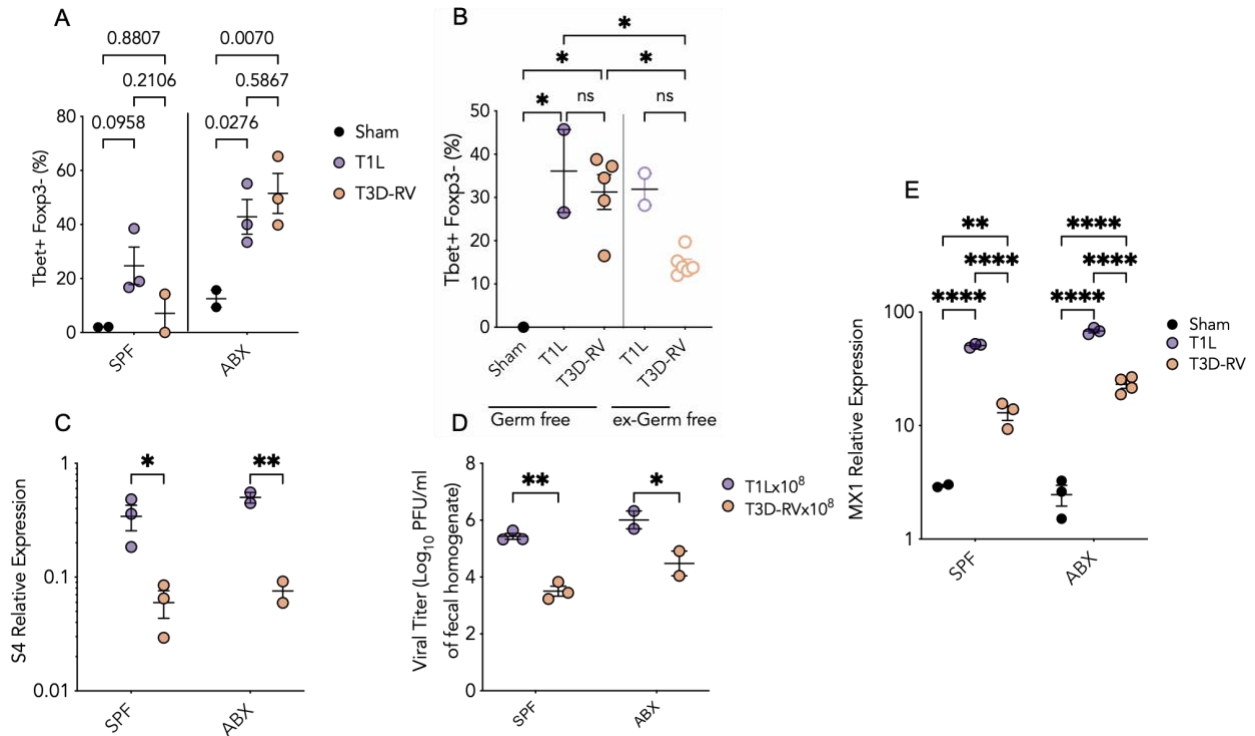 A
0.8807
0.0070
0.2106
0.5867
0.0958
0.0276
80
60
40
20
0
Tbet+ Foxp3- (%)
SPF
ABX
Sham
T1L
T3D-RV
B
*
*
*
*
ns
ns
50
40
30
20
10
0
Tbet+ Foxp3- (%)
Sham
T1L
T3D-RV
T1L
T3D-RV
Germ free
ex-Germ free
C
*
**
1
0.1
0.01
S4 Relative Expression
SPF
ABX
D
**
*
8
6
4
2
0
Viral Titer (Log10 PFU/ml
of fecal homogenate)
SPF
ABX
T1Lx10⁸
T3D-RVx10⁸
E
**
****
****
****
****
****
100
10
1
MX1 Relative Expression
SPF
ABX
Sham
T1L
T3D-RV